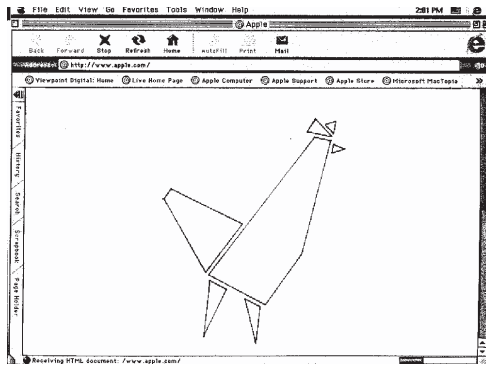 File Edit View Go Favorites Tools Window Help 2:01 PM
Apple
Back Forward Stop Refresh Home AutoFill Print Mail
http://www.apple.com/
Viewpoint Digital: Home Live Home Page Apple Computer Apple Support Apple Store Microsoft MacTopia
Favorites
History
Search
Scrapbook
Page Holder
Receiving HTML document: /www.apple.com/